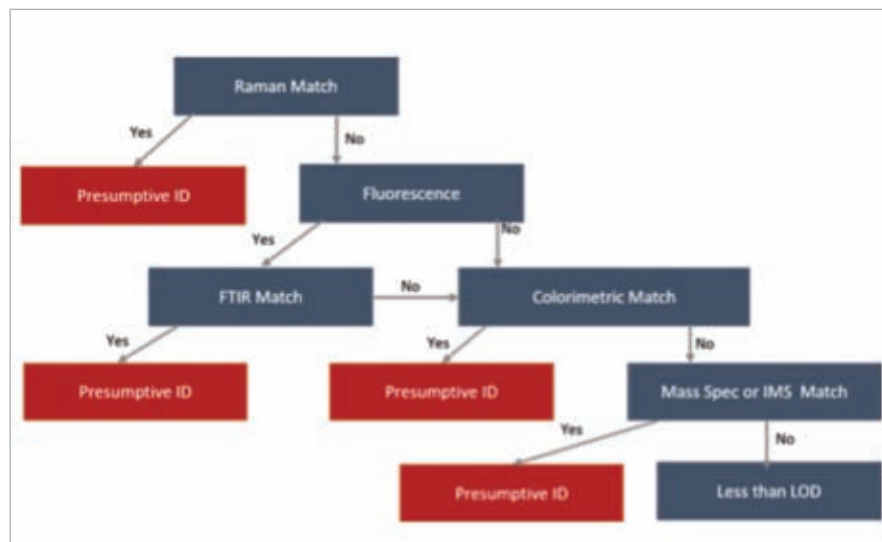 Raman Match
Yes
No
Presumptive ID
Fluorescence
Yes
No
FTIR Match
No
Colorimetric Match
Yes
Yes
No
Presumptive ID
Presumptive ID
Mass Spec or IMS Match
Yes
No
Presumptive ID
Less than LOD